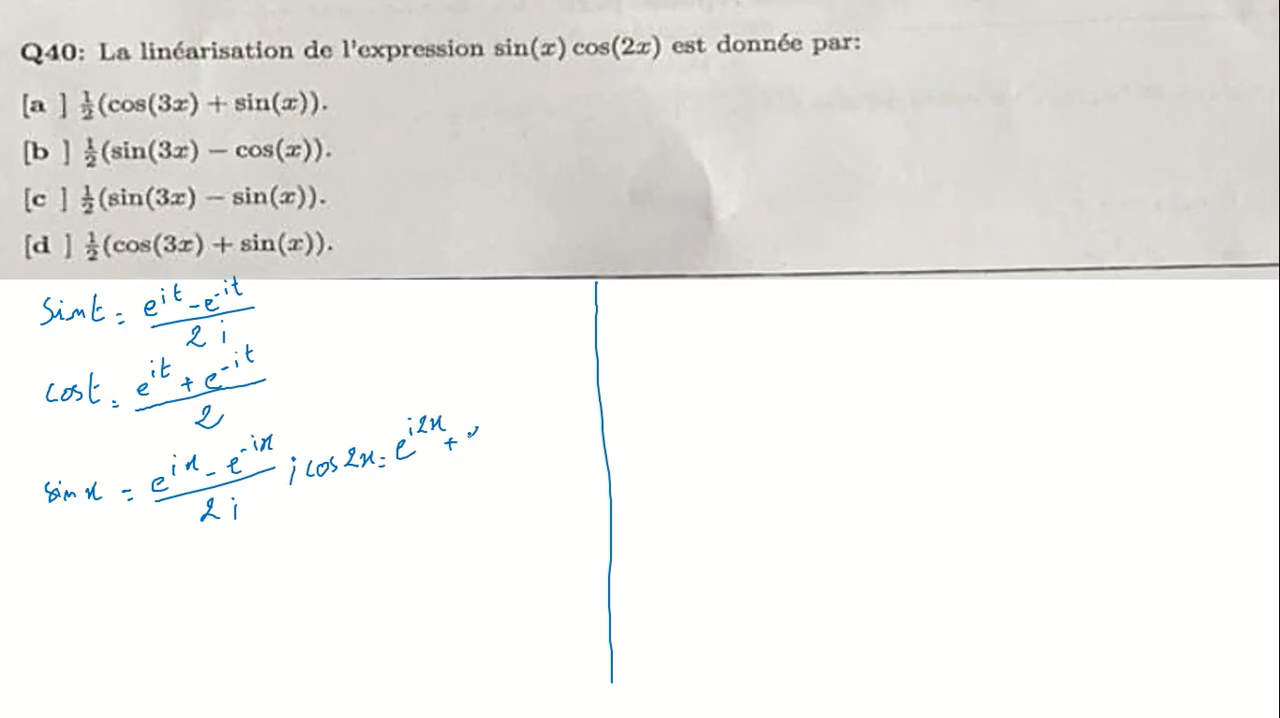 Q40: La linéarisation de l'expression sin(x) cos(2x) est donnée par:
[a ] ½(cos(3x) + sin(x)).
[b ] ½(sin(3x) − cos(x)).
[c ] ½(sin(3x) − sin(x)).
[d ] ½(cos(3x) + sin(x)).
sin t = (e^{it} - e^{-it}) / 2i
cos t = (e^{it} + e^{-it}) / 2
sin x = (e^{ix} - e^{-ix}) / 2i ; cos 2x = e^{i2x} +